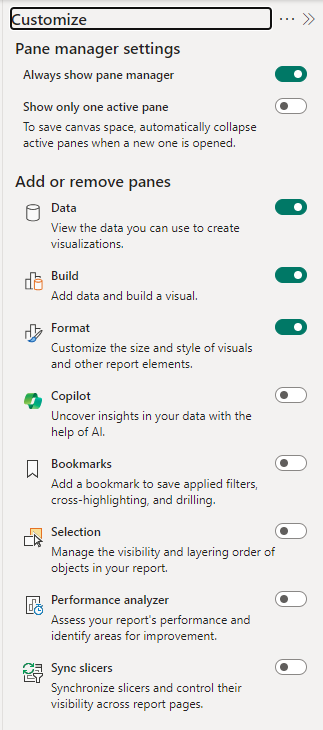 Customize
Pane manager settings
Always show pane manager
Show only one active pane
To save canvas space, automatically collapse
active panes when a new one is opened.
Add or remove panes
Data
View the data you can use to create
visualizations.
Build
Add data and build a visual.
Format
Customize the size and style of visuals
and other report elements.
Copilot
Uncover insights in your data with the
help of AI.
Bookmarks
Add a bookmark to save applied filters,
cross-highlighting, and drilling.
Selection
Manage the visibility and layering order of
objects in your report.
Performance analyzer
Assess your report's performance and
identify areas for improvement.
Sync slicers
Synchronize slicers and control their
visibility across report pages.